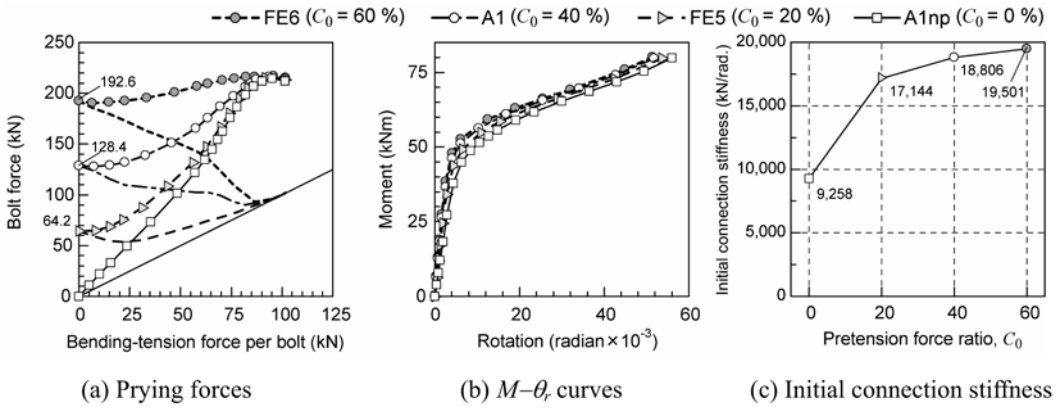 FE6 (C₀ = 60 %) A1 (C₀ = 40 %) FE5 (C₀ = 20 %) A1np (C₀ = 0 %)
Bolt force (kN)
250
200
150
100
50
0
192.6
128.4
64.2
0 25 50 75 100 125
Bending-tension force per bolt (kN)
(a) Prying forces
Moment (kNm)
75
50
25
0
0 10 20 30 40 50 60
Rotation (radian×10⁻³)
(b) M−θᵣ curves
Initial connection stiffness (kN/rad.)
20,000
15,000
10,000
5,000
0
9,258
17,144
18,806
19,501
0 20 40 60
Pretension force ratio, C₀
(c) Initial connection stiffness